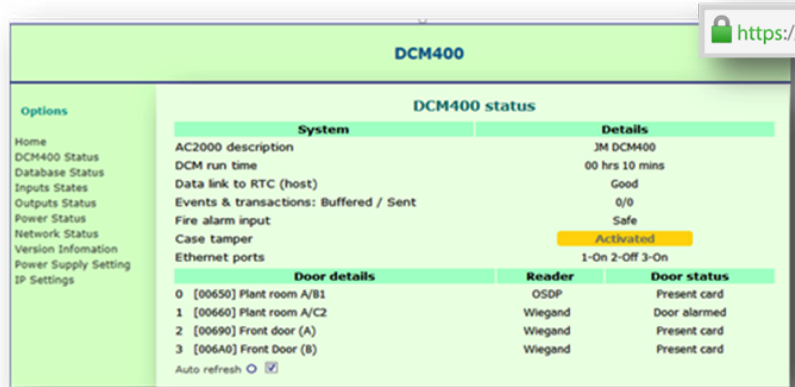 https:/
DCM400
Options
Home
DCM400 Status
Database Status
Inputs States
Outputs Status
Power Status
Network Status
Version Infomation
Power Supply Setting
IP Settings
DCM400 status
System Details
AC2000 description JM DCM400
DCM run time 00 hrs 10 mins
Data link to RTC (host) Good
Events & transactions: Buffered / Sent 0/0
Fire alarm input Safe
Case tamper Activated
Ethernet ports 1-On 2-Off 3-On
Door details Reader Door status
0 [00650] Plant room A/B1 OSDP Present card
1 [00660] Plant room A/C2 Wiegand Door alarmed
2 [00690] Front door (A) Wiegand Present card
3 [006A0] Front Door (B) Wiegand Present card
Auto refresh